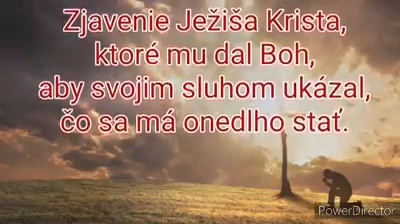 Zjavenie Ježiša Krista,
ktoré mu dal Boh,
aby svojim sluhom ukázal,
čo sa má onedlho stať.
PowerDirector